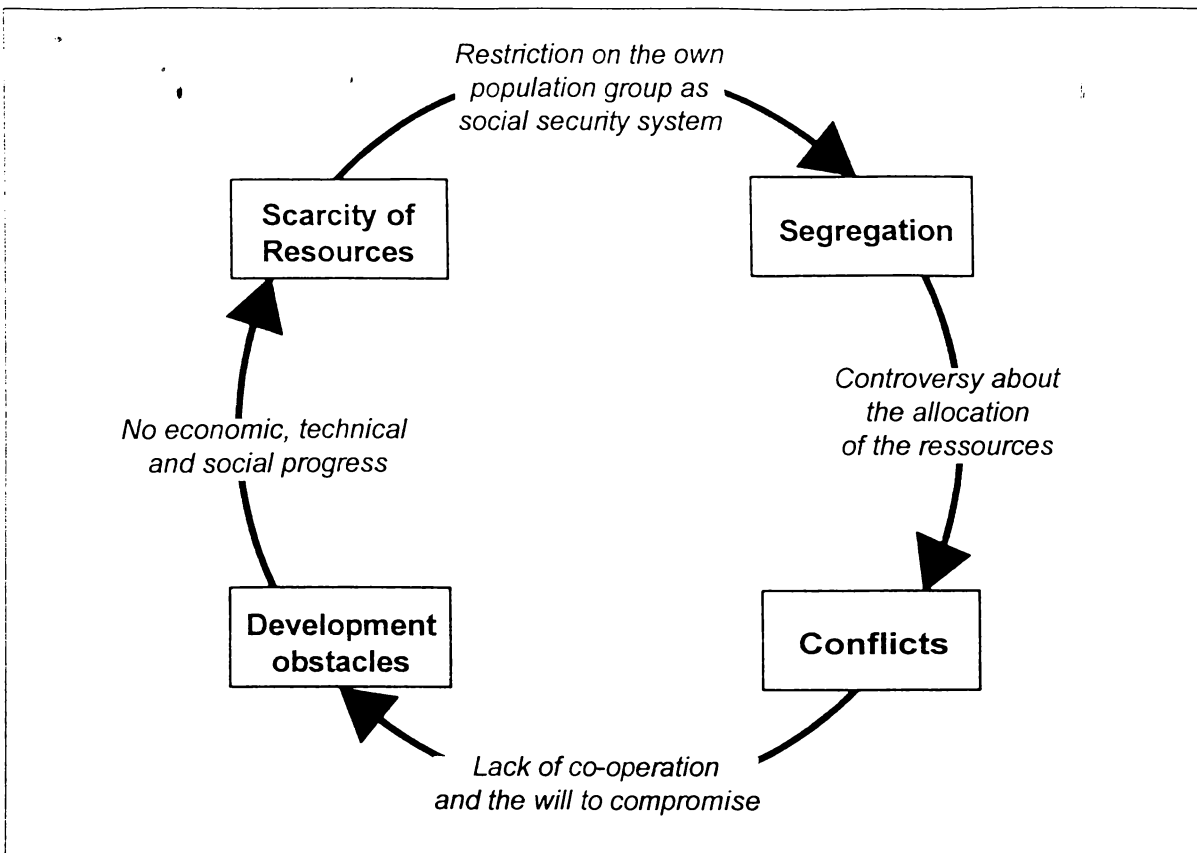 Restriction on the own
population group as
social security system
Scarcity of
Resources
Segregation
Controversy about
the allocation
of the ressources
No economic, technical
and social progress
Development
obstacles
Conflicts
Lack of co-operation
and the will to compromise